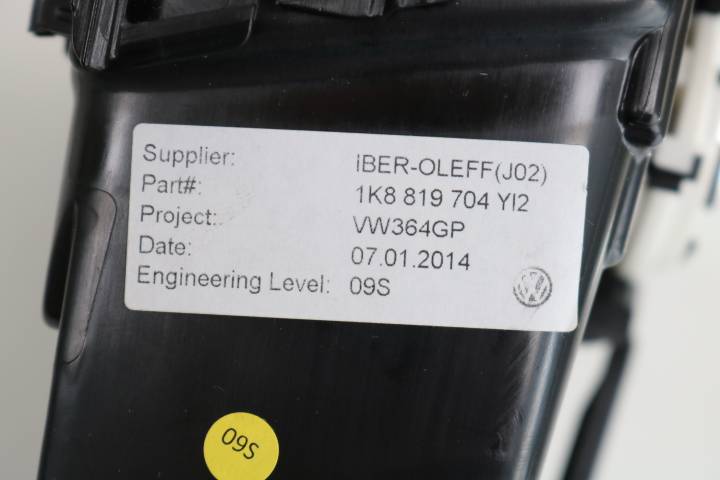 Supplier: iBER-OLEFF(J02)
Part#: 1K8 819 704 YI2
Project: VW364GP
Date: 07.01.2014
Engineering Level: 09S
09S